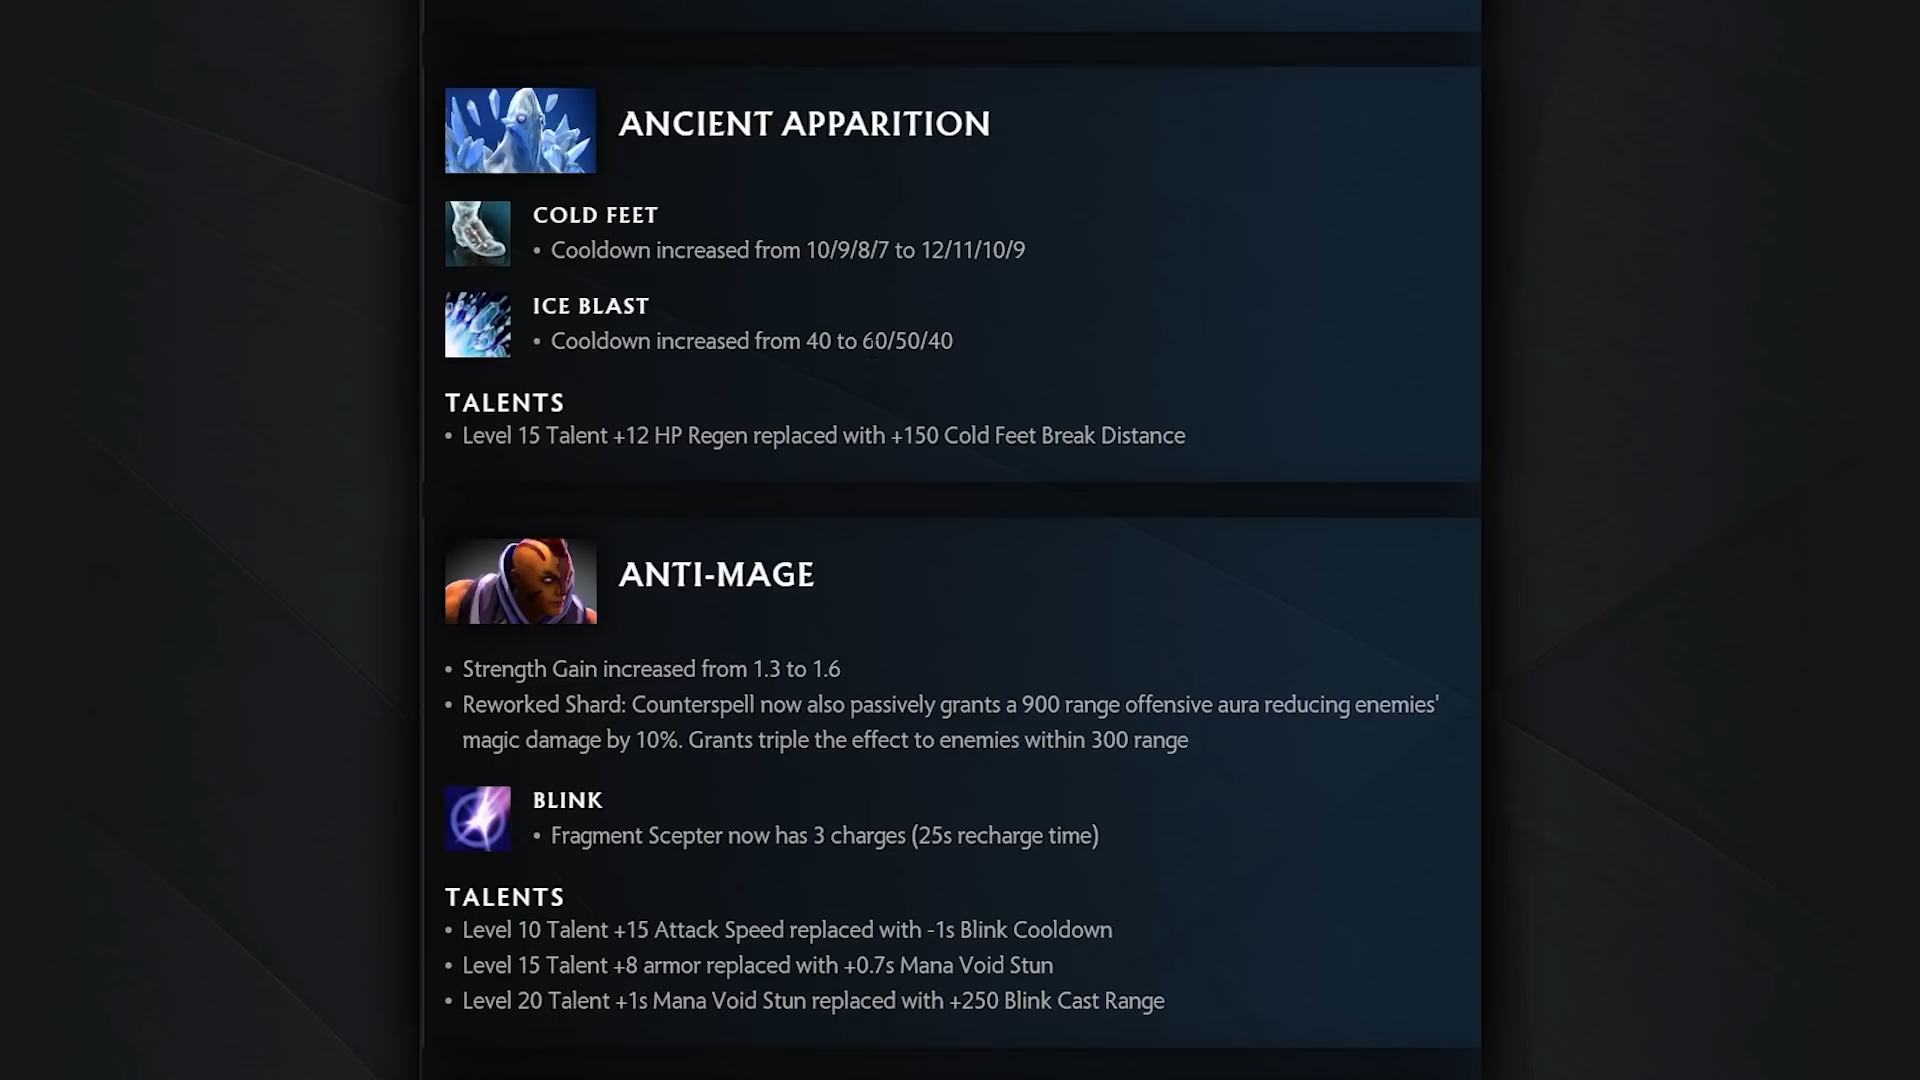 ANCIENT APPARITION
COLD FEET
• Cooldown increased from 10/9/8/7 to 12/11/10/9
ICE BLAST
• Cooldown increased from 40 to 60/50/40
TALENTS
• Level 15 Talent +12 HP Regen replaced with +150 Cold Feet Break Distance
ANTI-MAGE
• Strength Gain increased from 1.3 to 1.6
• Reworked Shard: Counterspell now also passively grants a 900 range offensive aura reducing enemies'
magic damage by 10%. Grants triple the effect to enemies within 300 range
BLINK
• Fragment Scepter now has 3 charges (25s recharge time)
TALENTS
• Level 10 Talent +15 Attack Speed replaced with -1s Blink Cooldown
• Level 15 Talent +8 armor replaced with +0.7s Mana Void Stun
• Level 20 Talent +1s Mana Void Stun replaced with +250 Blink Cast Range